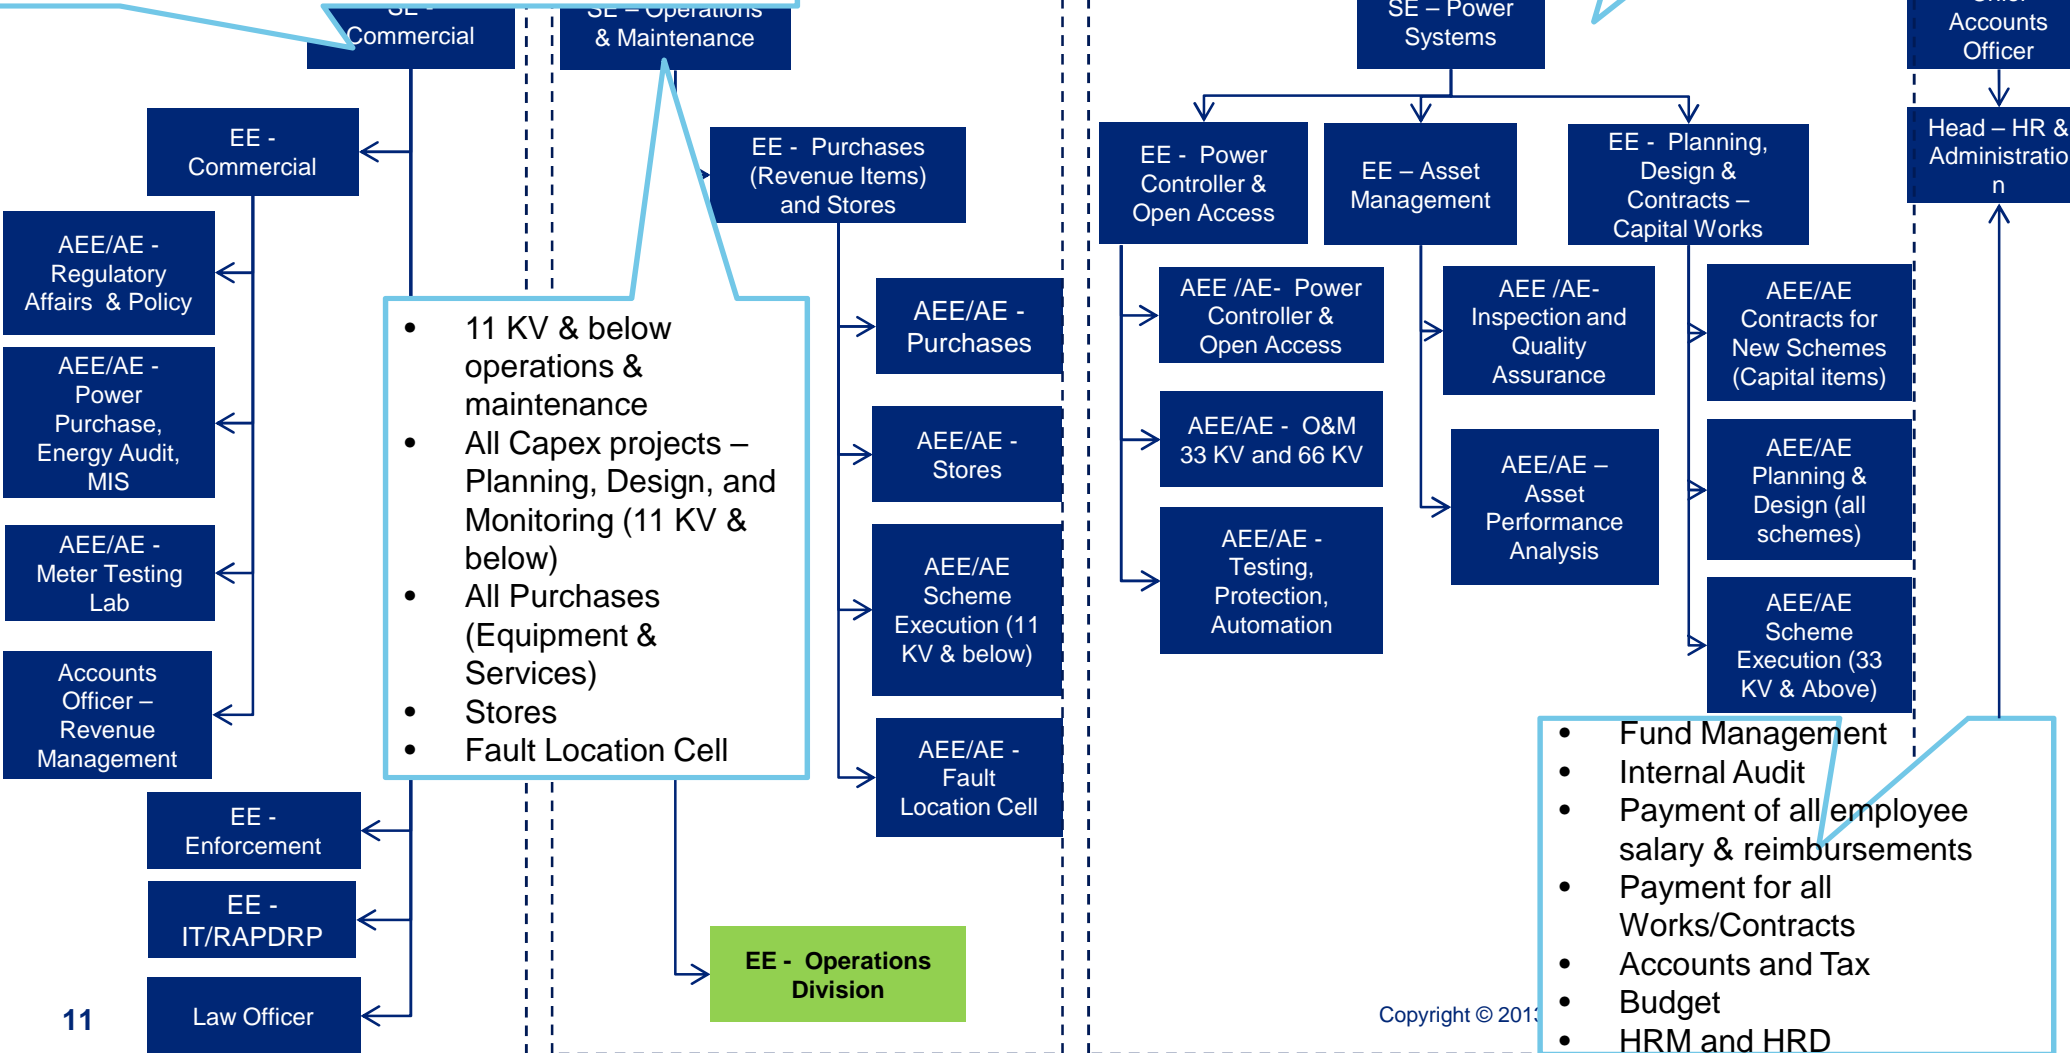 SE -
Commercial
SE – Operations
& Maintenance
SE – Power
Systems
Chief
Accounts
Officer
EE -
Commercial
AEE/AE -
Regulatory
Affairs & Policy
AEE/AE -
Power
Purchase,
Energy Audit,
MIS
AEE/AE -
Meter Testing
Lab
Accounts
Officer –
Revenue
Management
EE -
Enforcement
EE -
IT/RAPDRP
Law Officer
• 11 KV & below
operations &
maintenance
• All Capex projects –
Planning, Design, and
Monitoring (11 KV &
below)
• All Purchases
(Equipment &
Services)
• Stores
• Fault Location Cell
EE - Purchases
(Revenue Items)
and Stores
AEE/AE -
Purchases
AEE/AE -
Stores
AEE/AE
Scheme
Execution (11
KV & below)
AEE/AE -
Fault
Location Cell
EE - Operations
Division
EE - Power
Controller &
Open Access
AEE /AE- Power
Controller &
Open Access
AEE/AE - O&M
33 KV and 66 KV
AEE/AE -
Testing,
Protection,
Automation
EE – Asset
Management
AEE /AE-
Inspection and
Quality
Assurance
AEE/AE –
Asset
Performance
Analysis
EE - Planning,
Design &
Contracts –
Capital Works
AEE/AE
Contracts for
New Schemes
(Capital items)
AEE/AE
Planning &
Design (all
schemes)
AEE/AE
Scheme
Execution (33
KV & Above)
Head – HR &
Administratio
n
• Fund Management
• Internal Audit
• Payment of all employee
salary & reimbursements
• Payment for all
Works/Contracts
• Accounts and Tax
• Budget
• HRM and HRD
11
Copyright © 2013